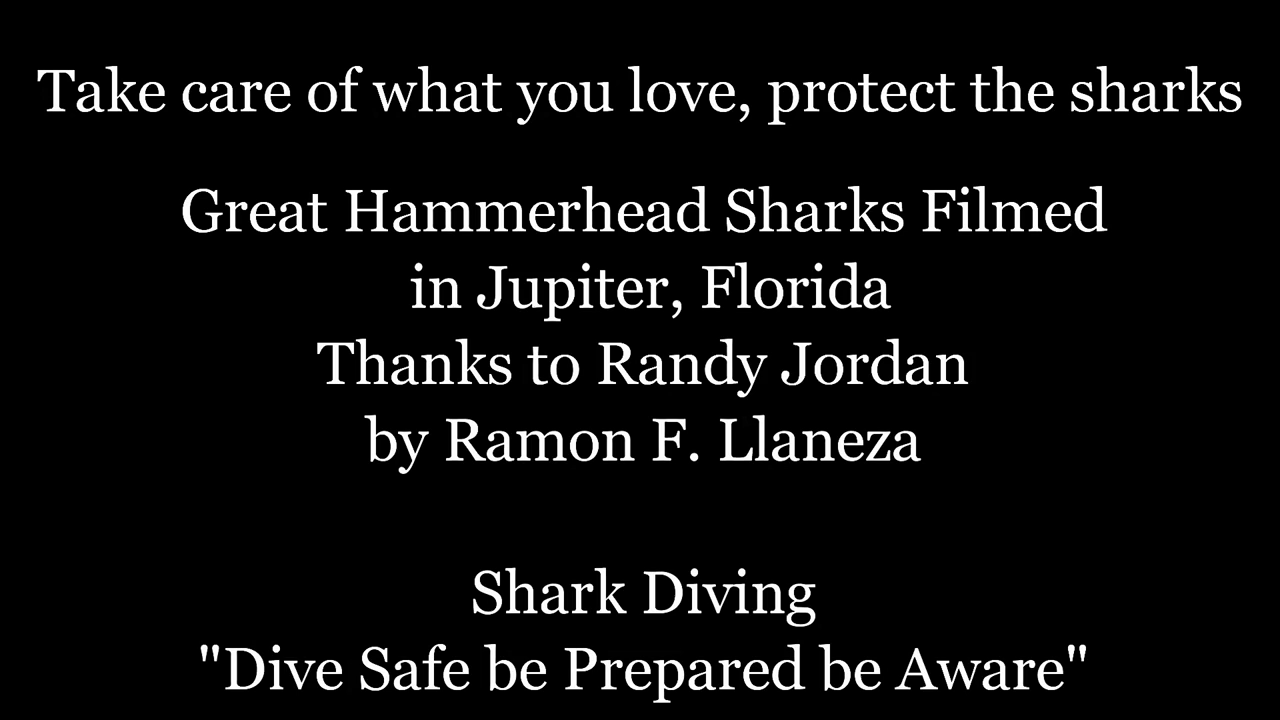 Take care of what you love, protect the sharks
Great Hammerhead Sharks Filmed
in Jupiter, Florida
Thanks to Randy Jordan
by Ramon F. Llaneza
Shark Diving
"Dive Safe be Prepared be Aware"